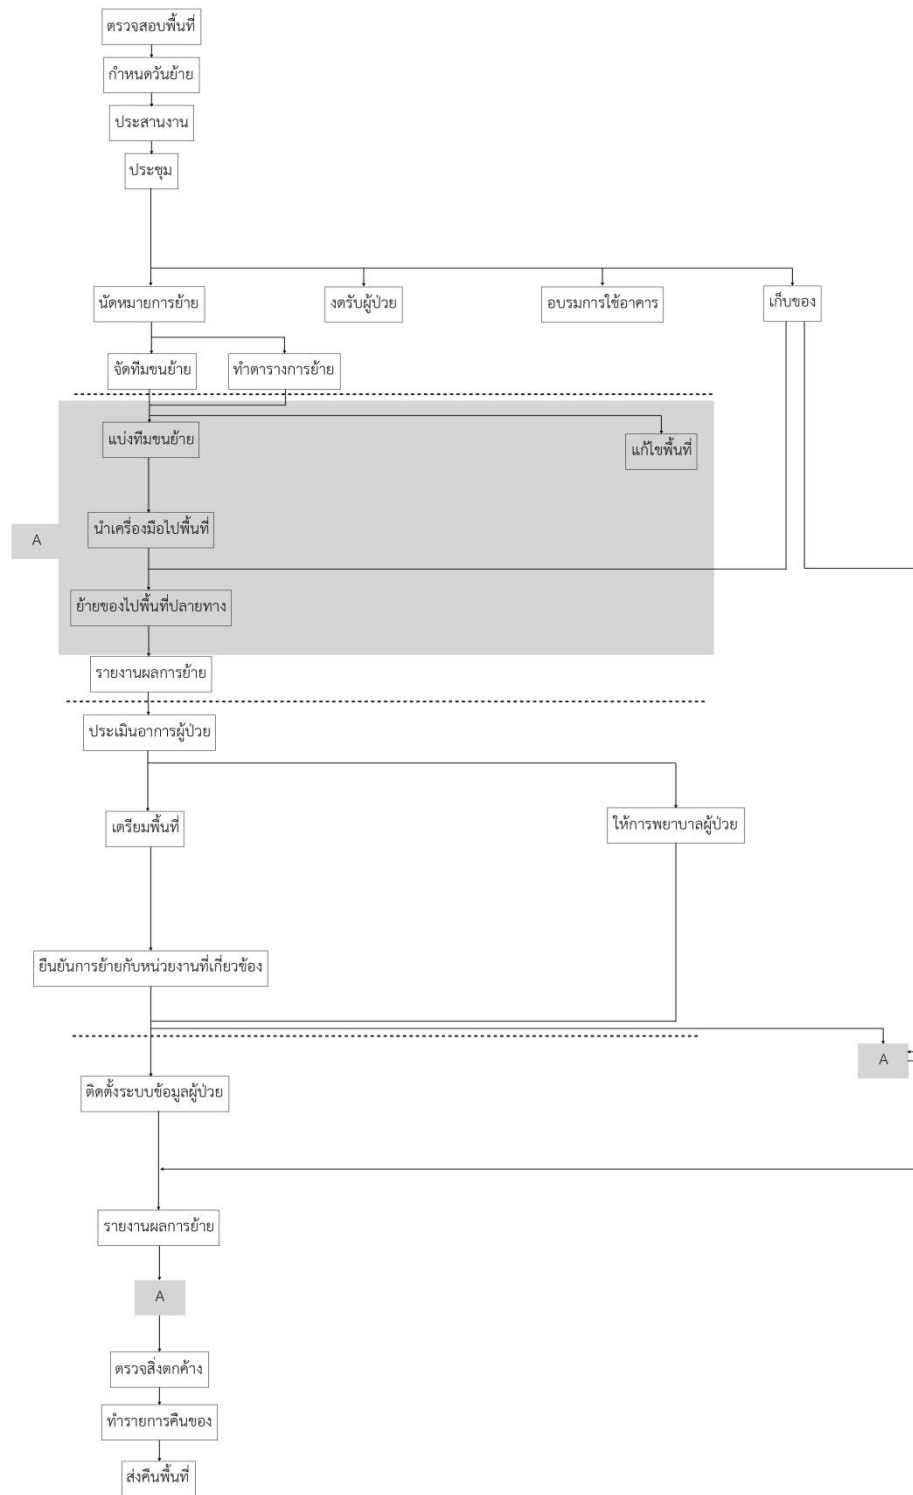 ตรวจสอบพื้นที่
กำหนดวันย้าย
ประสานงาน
ประชุม
นัดหมายการย้าย
งดรับผู้ป่วย
อบรมการใช้อาคาร
เก็บของ
จัดทีมขนย้าย
ทำตารางการย้าย
แบ่งทีมขนย้าย
แก้ไขพื้นที่
นำเครื่องมือไปพื้นที่
A
ย้ายของไปพื้นที่ปลายทาง
รายงานผลการย้าย
ประเมินอาการผู้ป่วย
เตรียมพื้นที่
ให้การพยาบาลผู้ป่วย
ยืนยันการย้ายกับหน่วยงานที่เกี่ยวข้อง
A
ติดตั้งระบบข้อมูลผู้ป่วย
รายงานผลการย้าย
A
ตรวจสิ่งตกค้าง
ทำรายการคืนของ
ส่งคืนพื้นที่